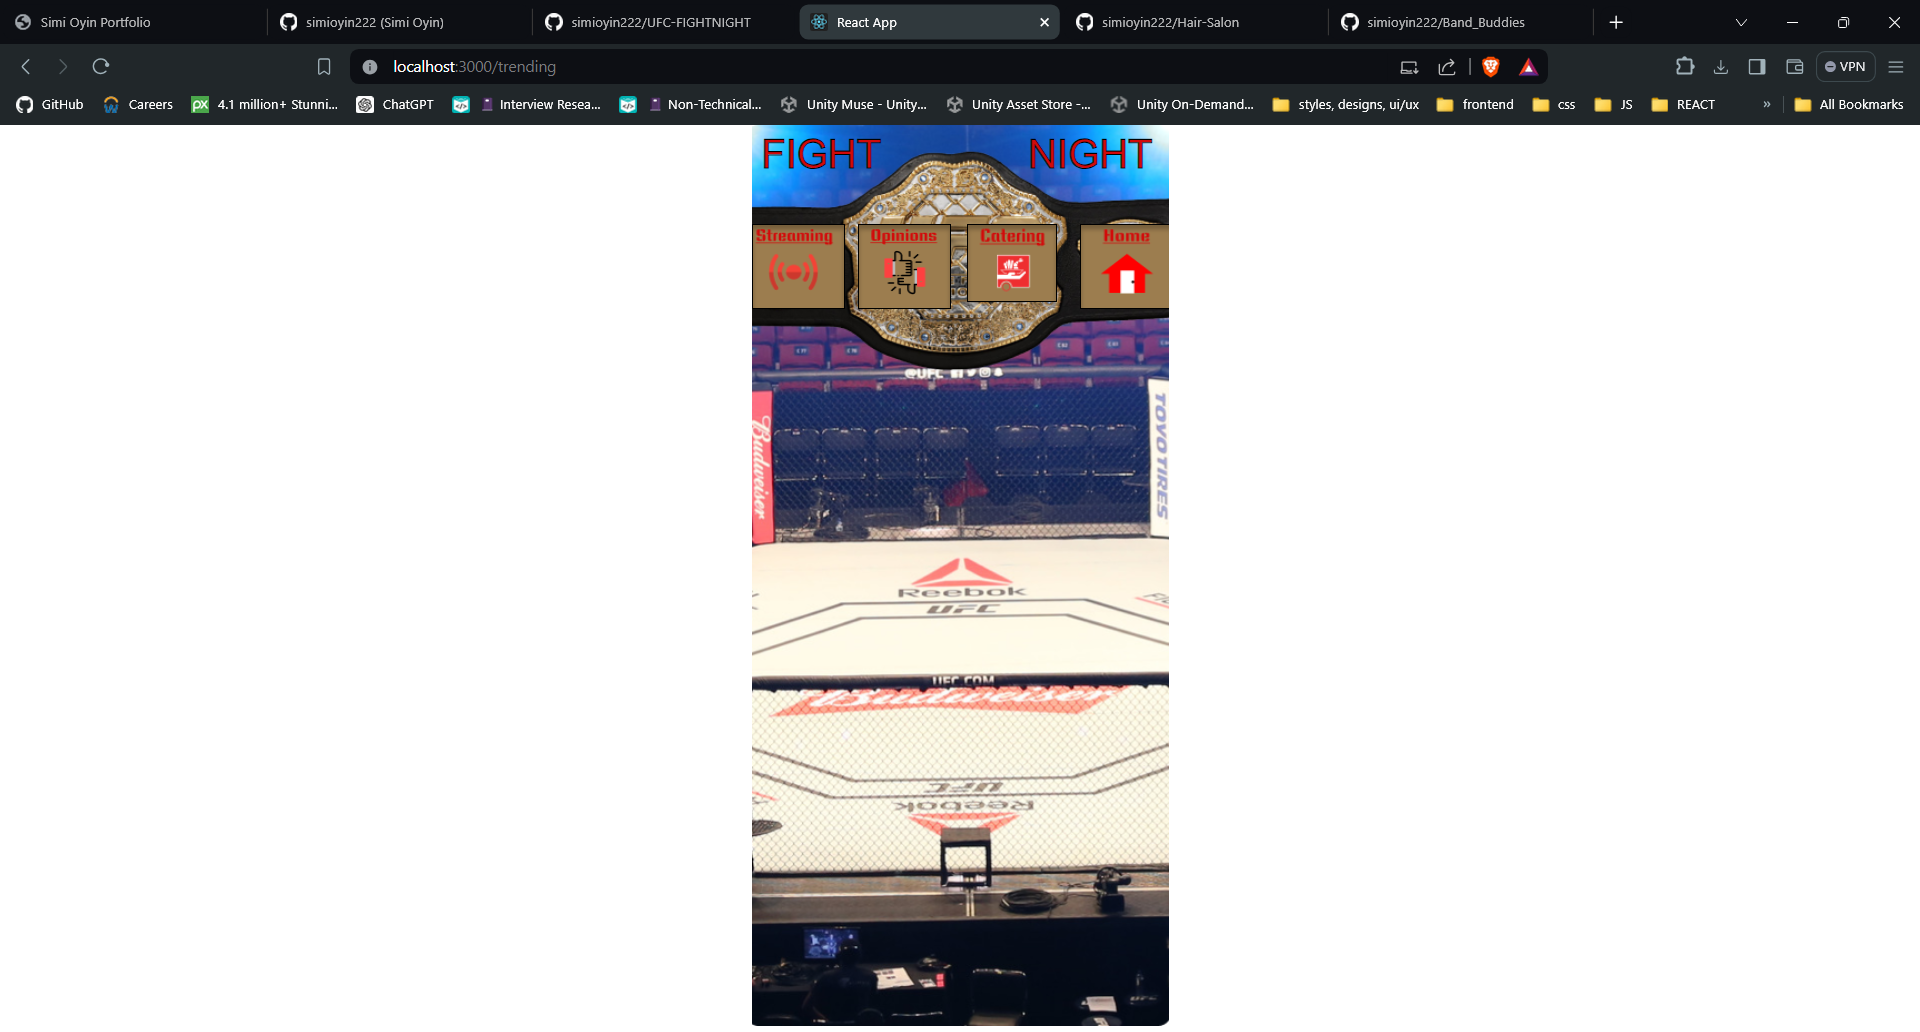 Simi Oyin Portfolio
simioyin222 (Simi Oyin)
simioyin222/UFC-FIGHTNIGHT
React App
simioyin222/Hair-Salon
simioyin222/Band_Buddies
localhost:3000/trending
VPN
GitHub
Careers
4.1 million+ Stunni...
ChatGPT
Interview Resea...
Non-Technical...
Unity Muse - Unity...
Unity Asset Store -...
Unity On-Demand...
styles, designs, ui/ux
frontend
css
JS
REACT
»
All Bookmarks
FIGHT NIGHT
Streaming
Opinions
Catering
Home
@UFC
Budweiser
TOYOTIRES
Reebok
UFC
UFC.COM
Budweiser
UFC
Reebok